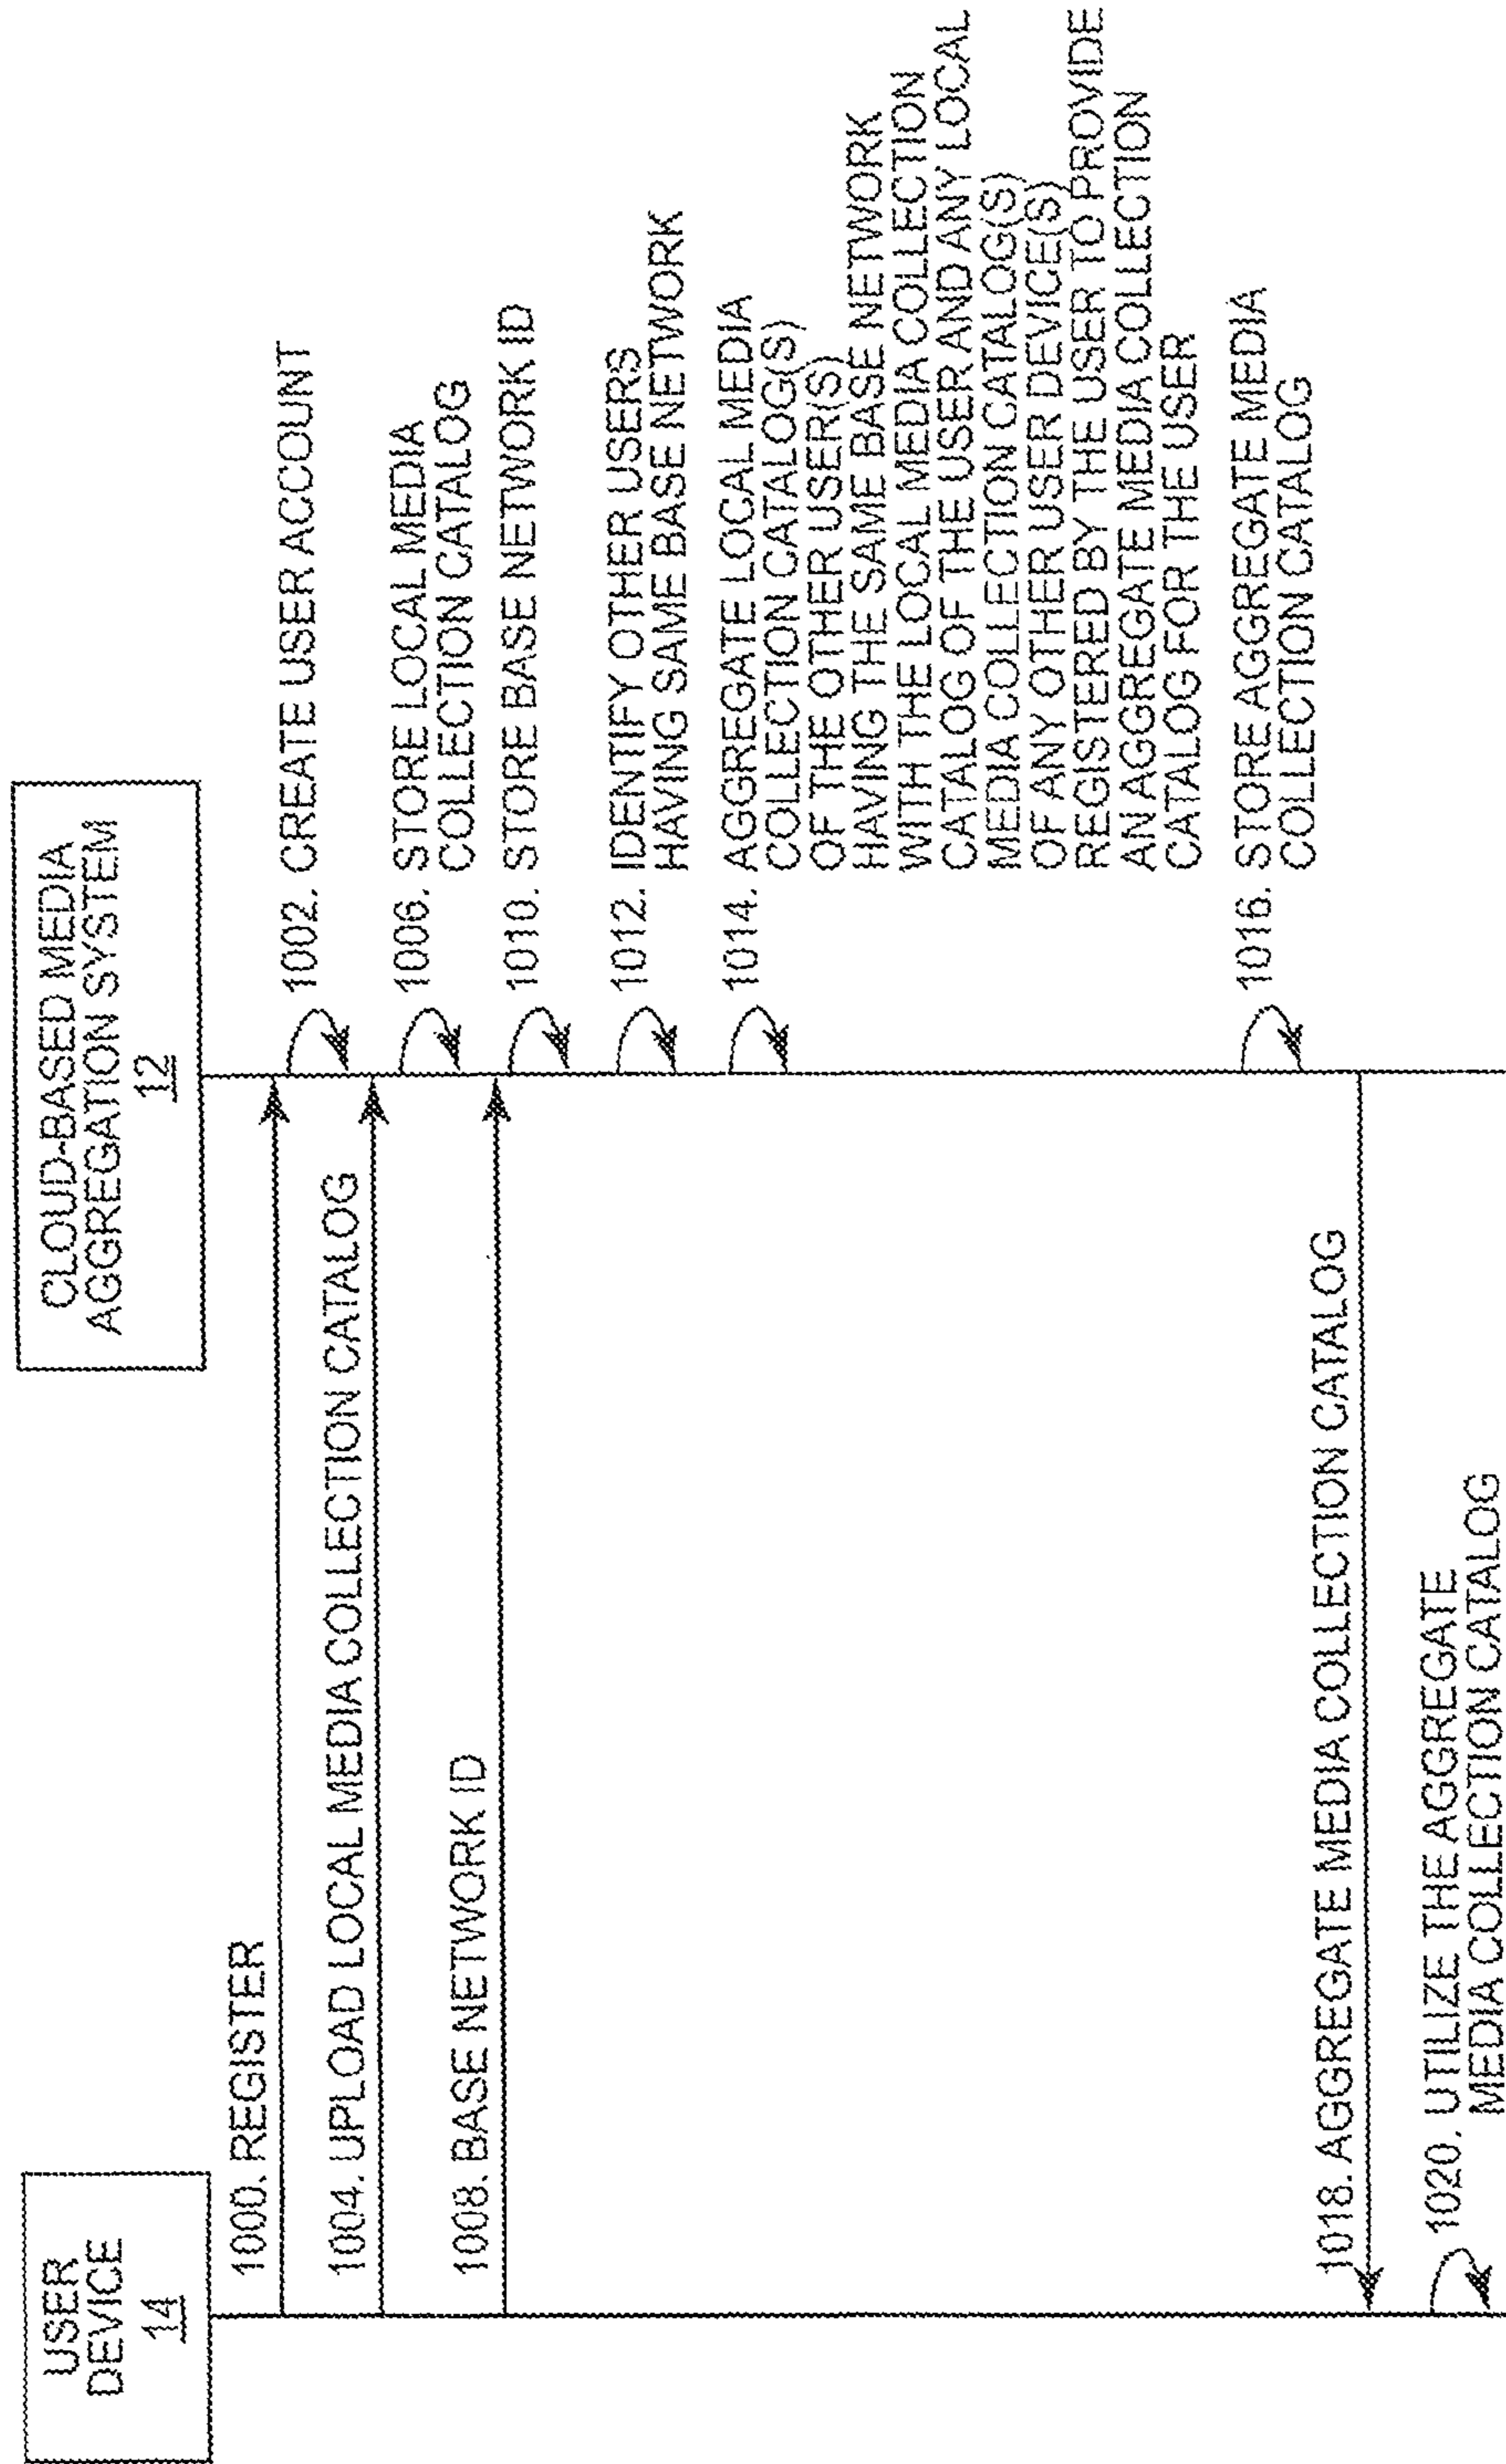 USER
DEVICE
14
CLOUD-BASED MEDIA
AGGREGATION SYSTEM
12
1000. REGISTER
1002. CREATE USER ACCOUNT
1004. UPLOAD LOCAL MEDIA COLLECTION CATALOG
1006. STORE LOCAL MEDIA
COLLECTION CATALOG
1008. BASE NETWORK ID
1010. STORE BASE NETWORK ID
1012. IDENTIFY OTHER USERS
HAVING SAME BASE NETWORK
1014. AGGREGATE LOCAL MEDIA
COLLECTION CATALOG(S)
OF THE OTHER USER(S)
HAVING THE SAME BASE NETWORK
WITH THE LOCAL MEDIA COLLECTION
CATALOG OF THE USER AND ANY LOCAL
MEDIA COLLECTION CATALOG(S)
OF ANY OTHER USER DEVICE(S)
REGISTERED BY THE USER TO PROVIDE
AN AGGREGATE MEDIA COLLECTION
CATALOG FOR THE USER
1016. STORE AGGREGATE MEDIA
COLLECTION CATALOG
1018. AGGREGATE MEDIA COLLECTION CATALOG
1020. UTILIZE THE AGGREGATE
MEDIA COLLECTION CATALOG